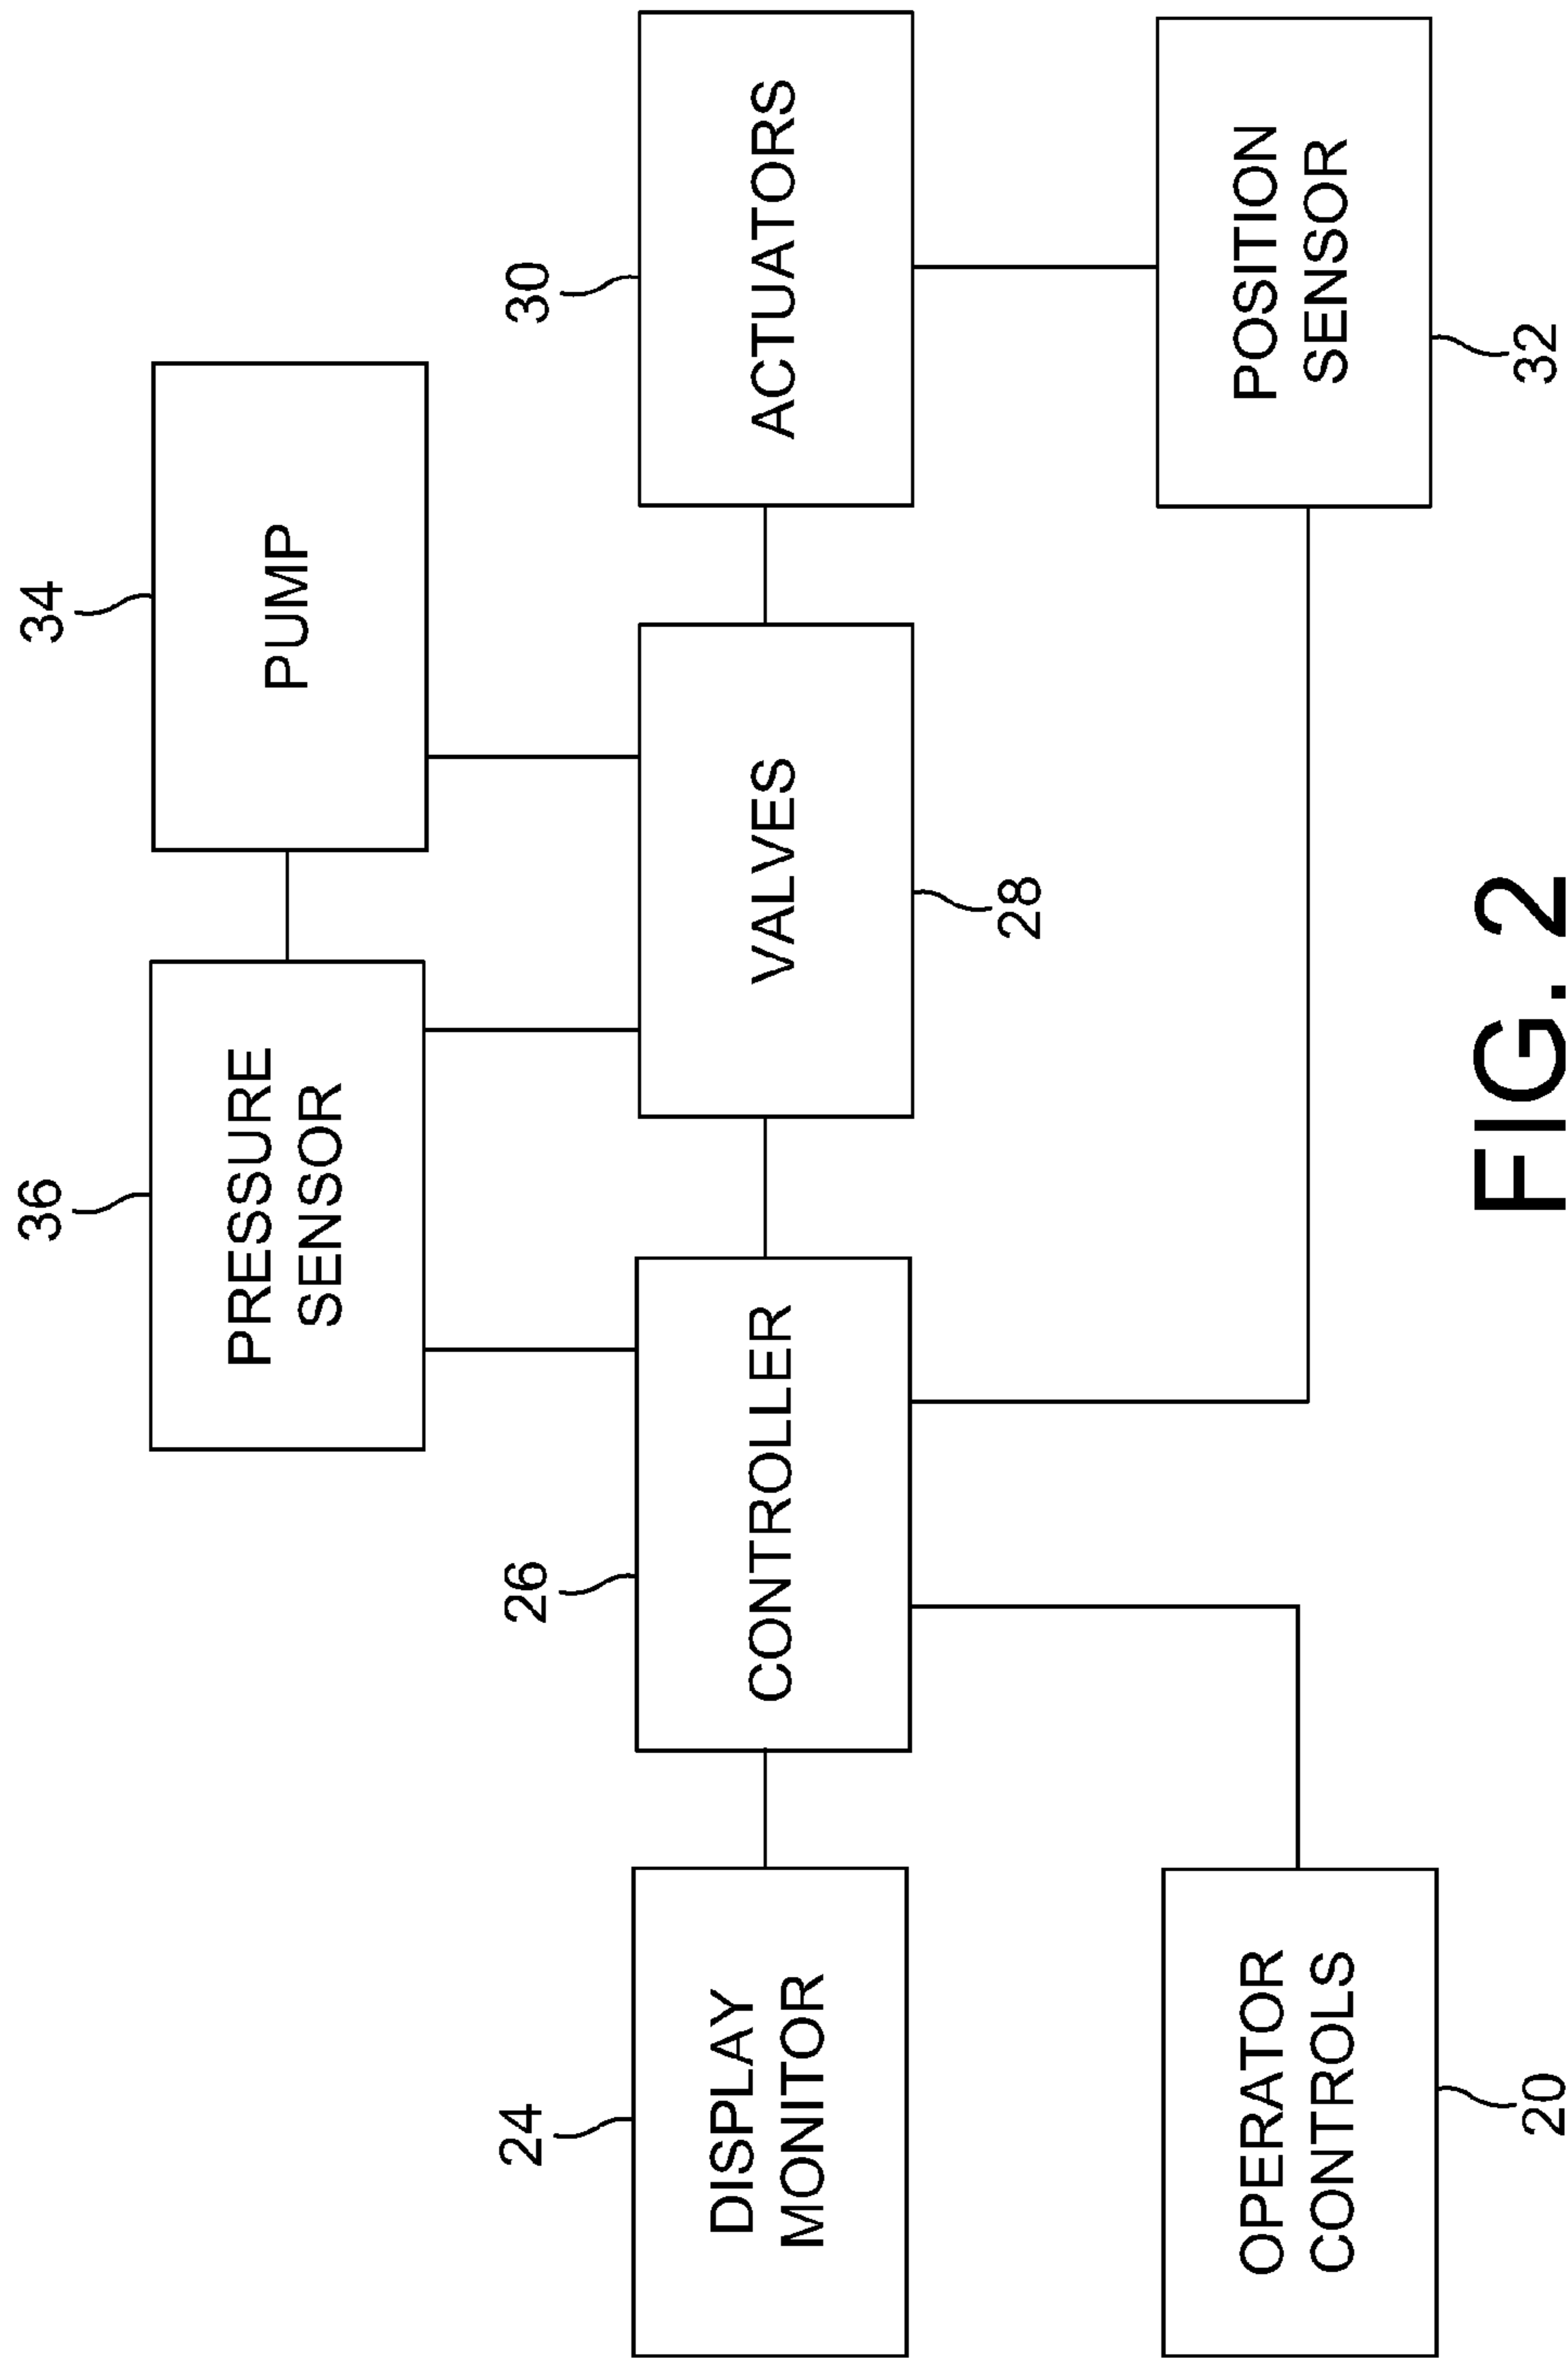 36
PRESSURE
SENSOR
34
PUMP
24
DISPLAY
MONITOR
26
CONTROLLER
VALVES
28
30
ACTUATORS
OPERATOR
CONTROLS
20
POSITION
SENSOR
32
FIG. 2